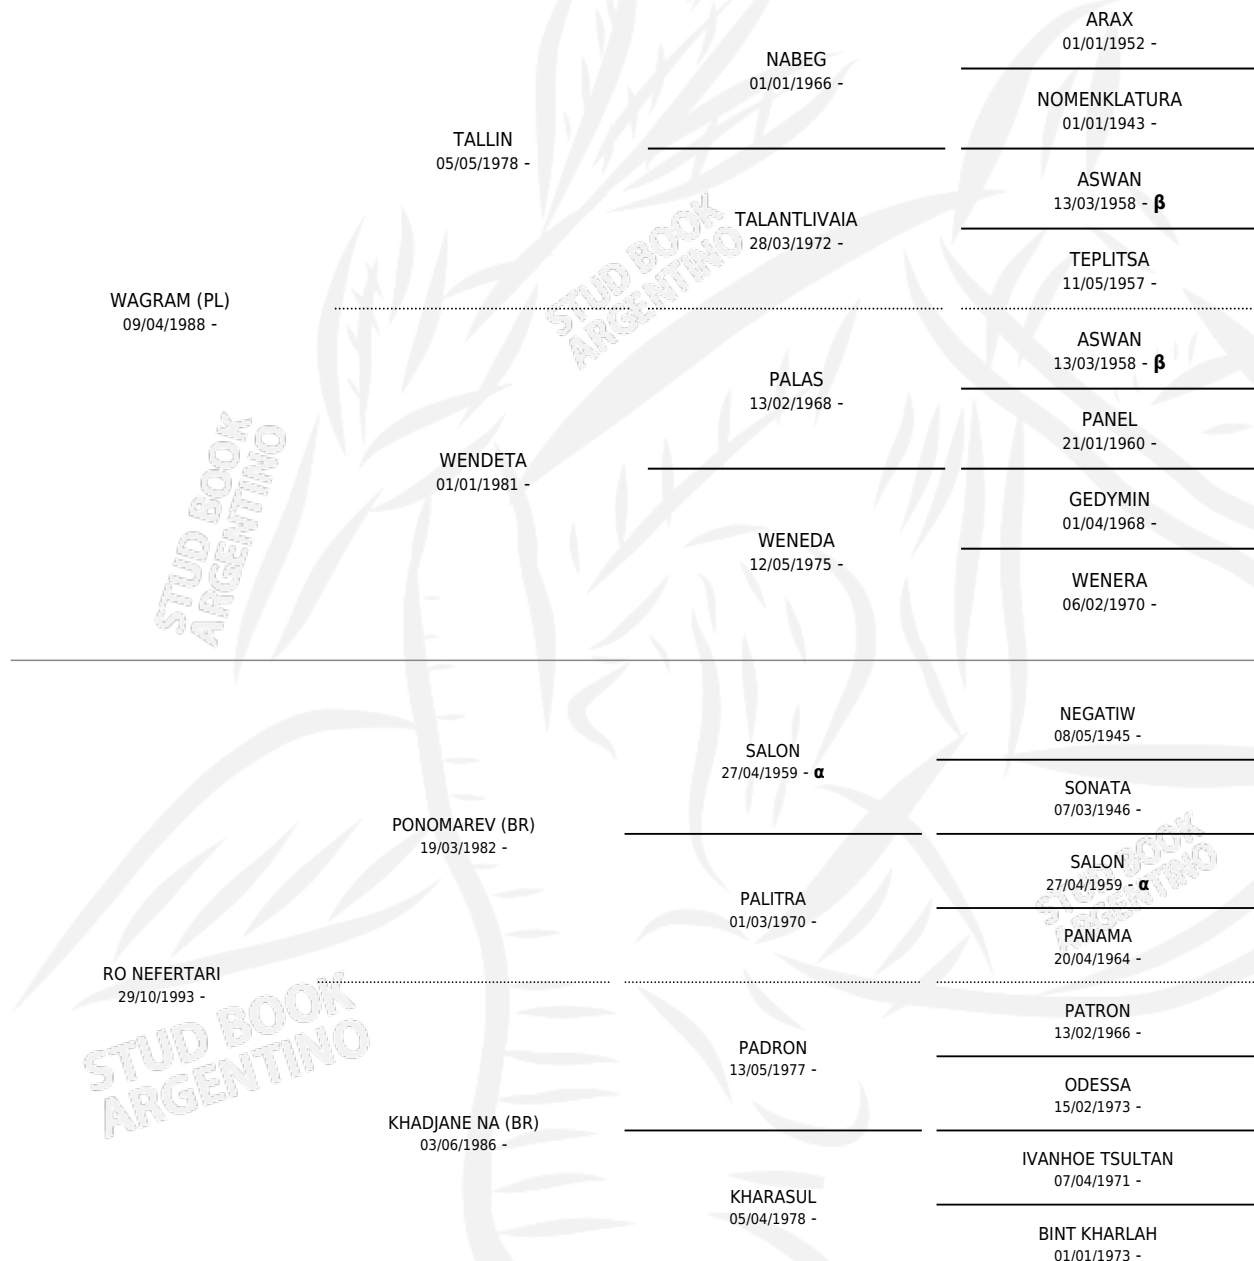 ARAX
01/01/1952 -
NABEG
01/01/1966 -
NOMENKLATURA
01/01/1943 -
TALLIN
05/05/1978 -
ASWAN
13/03/1958 - β
TALANTLIVAIA
28/03/1972 -
TEPLITSA
11/05/1957 -
WAGRAM (PL)
09/04/1988 -
ASWAN
13/03/1958 - β
PALAS
13/02/1968 -
PANEL
21/01/1960 -
WENDETA
01/01/1981 -
GEDYMIN
01/04/1968 -
WENEDA
12/05/1975 -
WENERA
06/02/1970 -
NEGATIW
08/05/1945 -
SALON
27/04/1959 - α
SONATA
07/03/1946 -
PONOMAREV (BR)
19/03/1982 -
SALON
27/04/1959 - α
PALITRA
01/03/1970 -
PANAMA
20/04/1964 -
RO NEFERTARI
29/10/1993 -
PATRON
13/02/1966 -
PADRON
13/05/1977 -
ODESSA
15/02/1973 -
KHADJANE NA (BR)
03/06/1986 -
IVANHOE TSULTAN
07/04/1971 -
KHARASUL
05/04/1978 -
BINT KHARLAH
01/01/1973 -
STUD BOOK
ARGENTINO
STUD BOOK
ARGENTINO
STUD BOOK
ARGENTINO
STUD BOOK
ARGENTINO